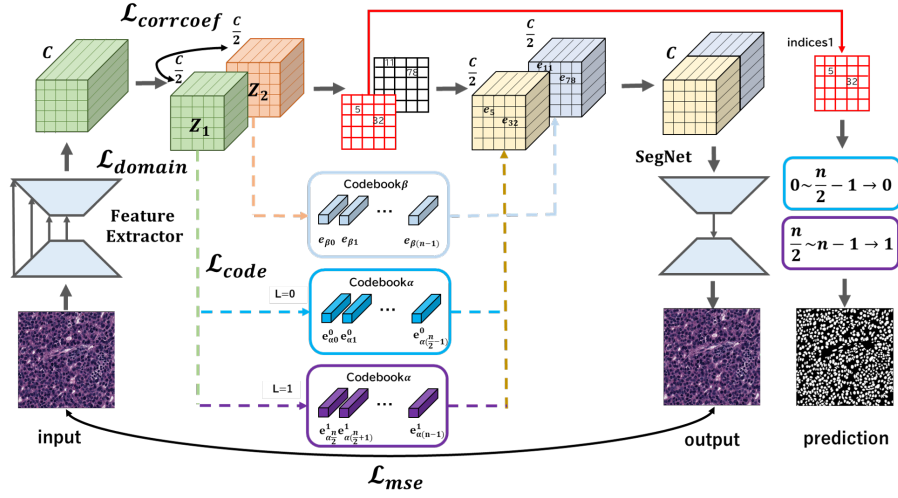 ℒ_corrcoef
C
C/2
C/2
Z_1
Z_2
11
78
5
32
C/2
C/2
e_11
e_78
e_5
e_32
C
indices1
5
32
ℒ_domain
Feature
Extractor
SegNet
0~n/2−1→0
n/2~n−1→1
Codebookβ
...
e_β0 e_β1 e_β(n−1)
ℒ_code
L=0
Codebookα
...
e^0_α0 e^0_α1 e^0_α(n/2−1)
L=1
Codebookα
...
e^1_αn/2 e^1_α(n/2+1) e^1_α(n−1)
input
output
prediction
ℒ_mse